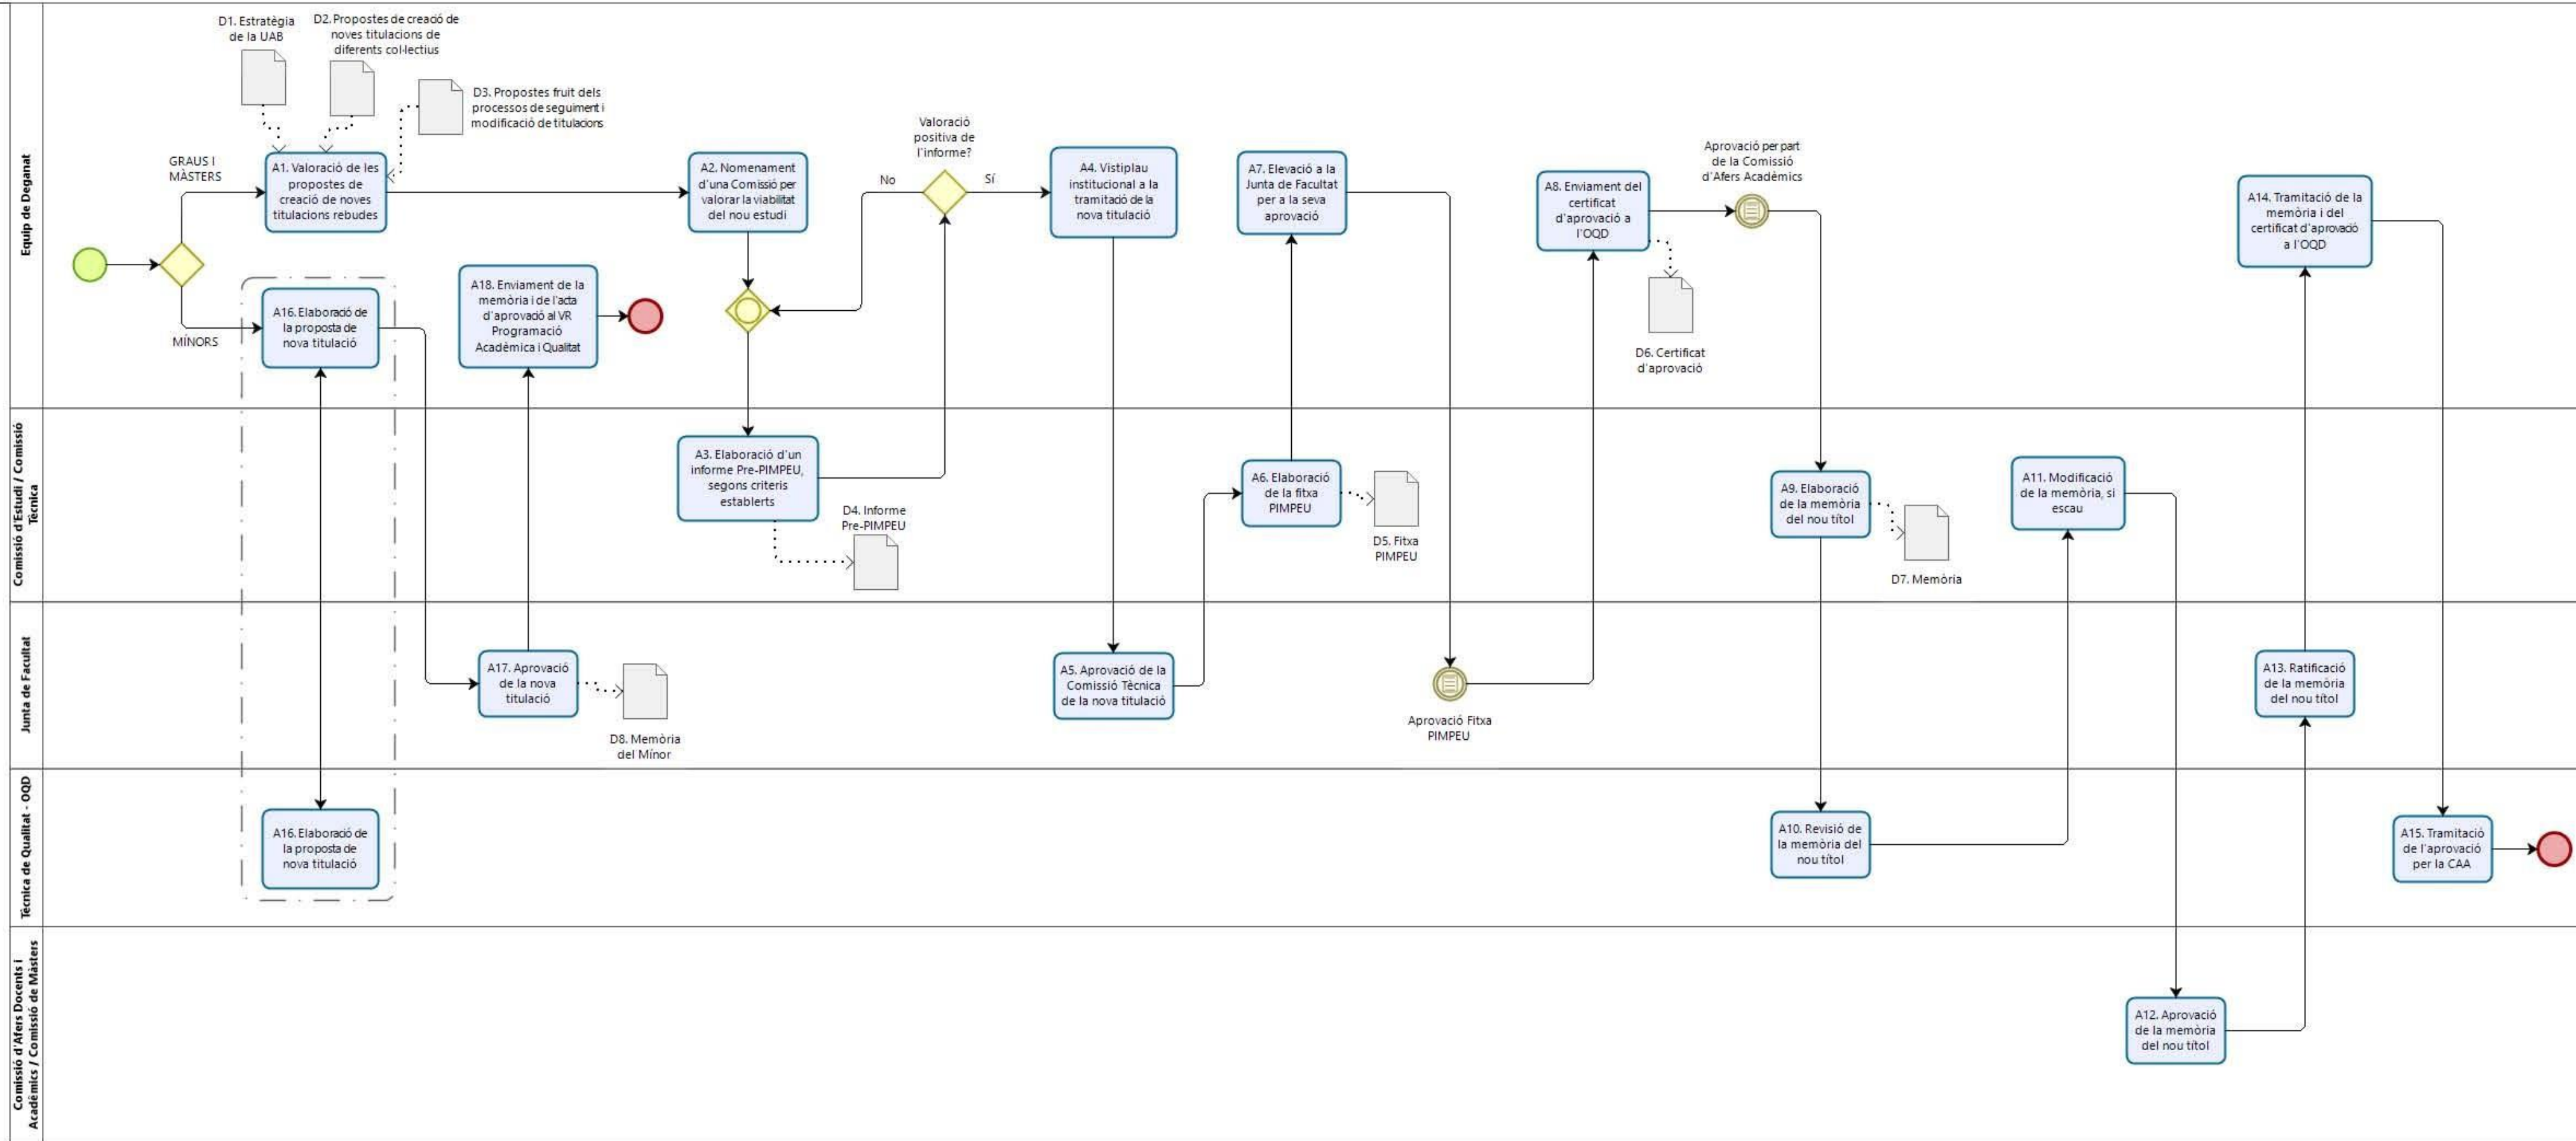 Equip de Deganat
D1. Estratègia
de la UAB
D2. Propostes de creació de
noves titulacions de
diferents col·lectius
D3. Propostes fruit dels
processos de seguiment i
modificació de titulacions
GRAUS I
MÀSTERS
A1. Valoració de les
propostes de
creació de noves
titulacions rebudes
A2. Nomenament
d'una Comissió per
valorar la viabilitat
del nou estudi
No
Valoració
positiva de
l'informe?
Sí
A4. Vistiplau
institucional a la
tramitació de la
nova titulació
A7. Elevació a la
Junta de Facultat
per a la seva
aprovació
A8. Enviament del
certificat
d'aprovació a
l'OQD
Aprovació per part
de la Comissió
d'Afers Acadèmics
D6. Certificat
d'aprovació
A14. Tramitació de la
memòria i del
certificat d'aprovació
a l'OQD
MÍNORS
A16. Elaboració de
la proposta de
nova titulació
A18. Enviament de la
memòria i de l'acta
d'aprovació al VR
Programació
Acadèmica i Qualitat
Comissió d'Estudi / Comissió
Tècnica
A3. Elaboració d'un
informe Pre-PIMPEU,
segons criteris
establerts
D4. Informe
Pre-PIMPEU
A6. Elaboració
de la fitxa
PIMPEU
D5. Fitxa
PIMPEU
A9. Elaboració
de la memòria
del nou títol
D7. Memòria
A11. Modificació
de la memòria, si
escau
Junta de Facultat
A17. Aprovació
de la nova
titulació
D8. Memòria
del Mínor
A5. Aprovació de la
Comissió Tècnica
de la nova titulació
Aprovació Fitxa
PIMPEU
A13. Ratificació
de la memòria
del nou títol
Tècnica de Qualitat - OQD
A16. Elaboració de
la proposta de
nova titulació
A10. Revisió de
la memòria del
nou títol
A15. Tramitació
de l'aprovació
per la CAA
Comissió d'Afers Docents i
Acadèmics / Comissió de Màsters
A12. Aprovació
de la memòria
del nou títol